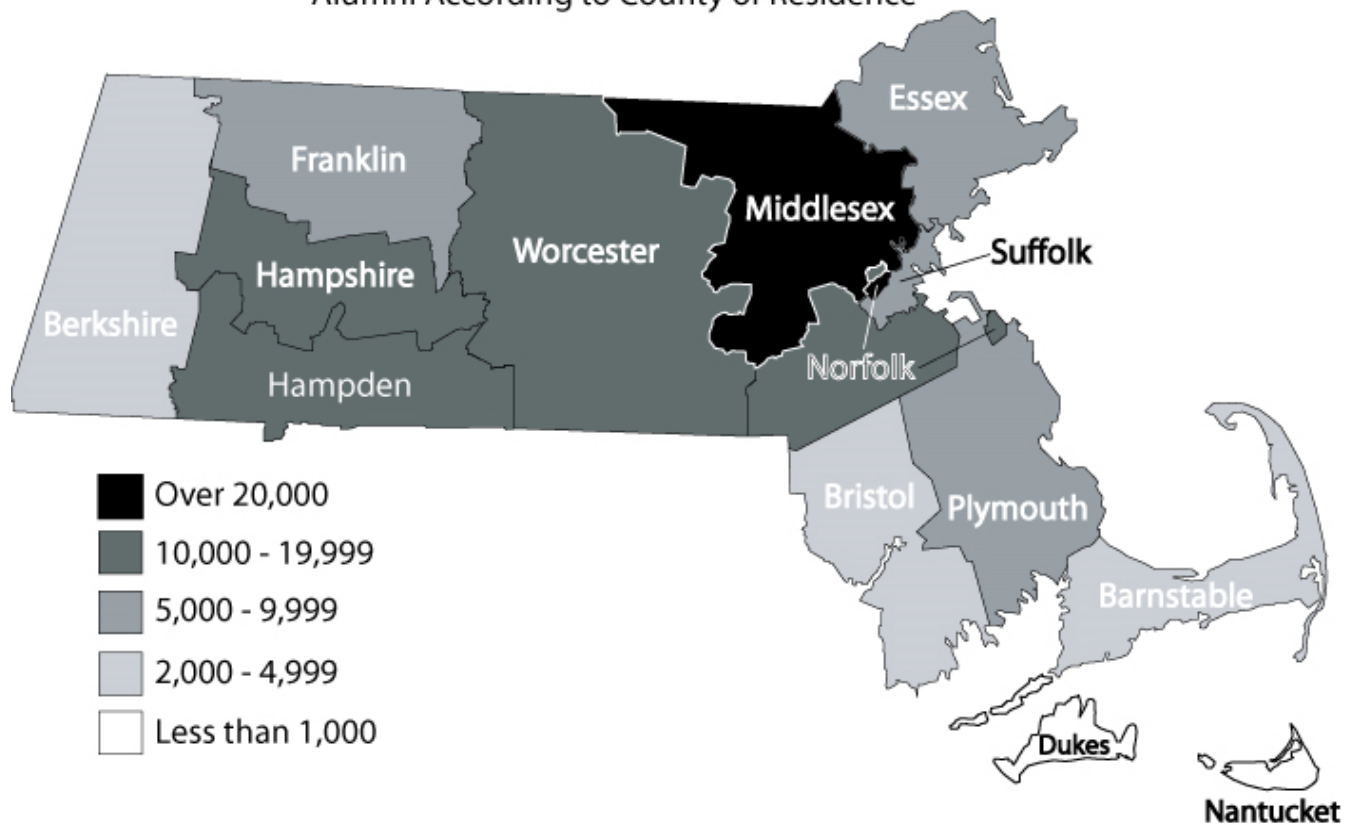 Alumni According to County of Residence
Essex
Franklin
Middlesex
Worcester
Suffolk
Hampshire
Berkshire
Norfolk
Hampden
Over 20,000
Bristol
Plymouth
10,000 - 19,999
5,000 - 9,999
Barnstable
2,000 - 4,999
Less than 1,000
Dukes
Nantucket